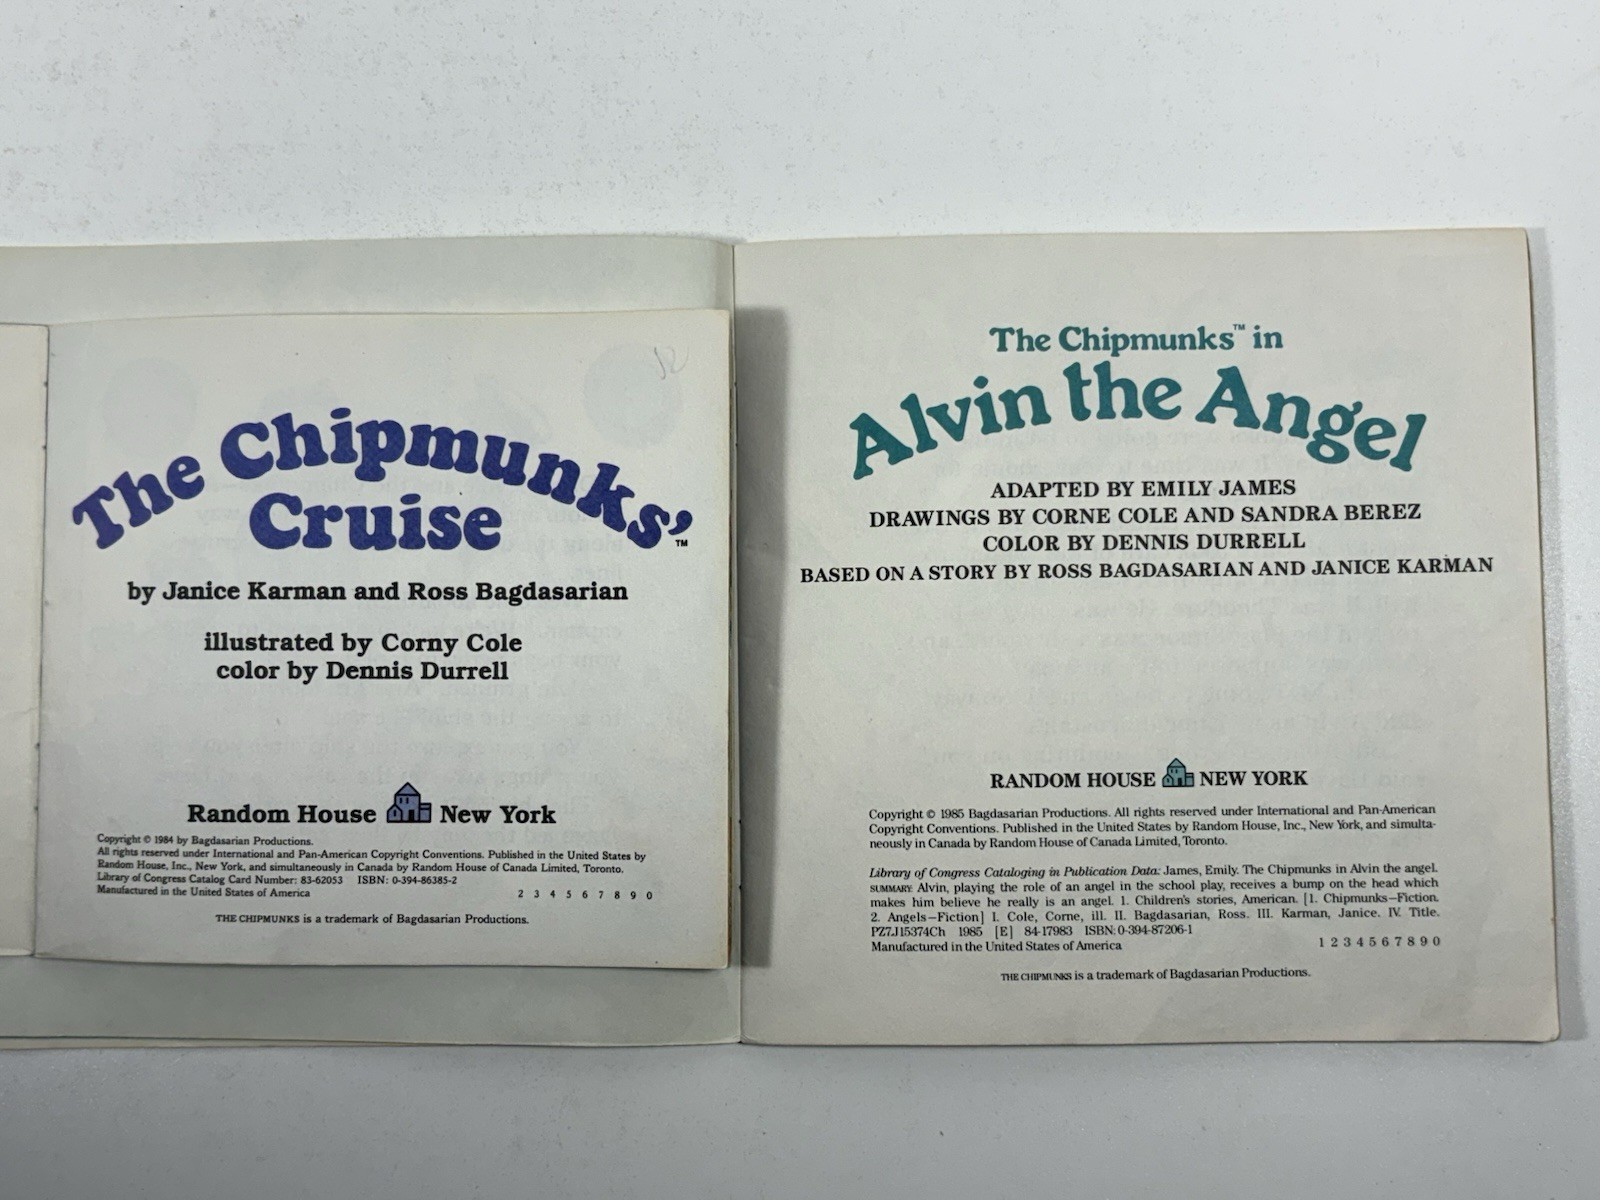 The Chipmunks'™
Cruise
by Janice Karman and Ross Bagdasarian
illustrated by Corny Cole
color by Dennis Durrell
Random House New York
Copyright © 1984 by Bagdasarian Productions.
All rights reserved under International and Pan-American Copyright Conventions. Published in the United States by
Random House, Inc., New York, and simultaneously in Canada by Random House of Canada Limited, Toronto.
Library of Congress Catalog Card Number: 83-62053 ISBN: 0-394-86385-2
Manufactured in the United States of America 2 3 4 5 6 7 8 9 0
THE CHIPMUNKS is a trademark of Bagdasarian Productions.
The Chipmunks™ in
Alvin the Angel
ADAPTED BY EMILY JAMES
DRAWINGS BY CORNE COLE AND SANDRA BEREZ
COLOR BY DENNIS DURRELL
BASED ON A STORY BY ROSS BAGDASARIAN AND JANICE KARMAN
RANDOM HOUSE NEW YORK
Copyright © 1985 Bagdasarian Productions. All rights reserved under International and Pan-American
Copyright Conventions. Published in the United States by Random House, Inc., New York, and simulta-
neously in Canada by Random House of Canada Limited, Toronto.
Library of Congress Cataloging in Publication Data: James, Emily. The Chipmunks in Alvin the angel.
SUMMARY: Alvin, playing the role of an angel in the school play, receives a bump on the head which
makes him believe he really is an angel. 1. Children's stories, American. [1. Chipmunks—Fiction.
2. Angels—Fiction] I. Cole, Corne, ill. II. Bagdasarian, Ross. III. Karman, Janice. IV. Title.
PZ7.J15374Ch 1985 [E] 84-17983 ISBN: 0-394-87206-1
Manufactured in the United States of America 1 2 3 4 5 6 7 8 9 0
THE CHIPMUNKS is a trademark of Bagdasarian Productions.